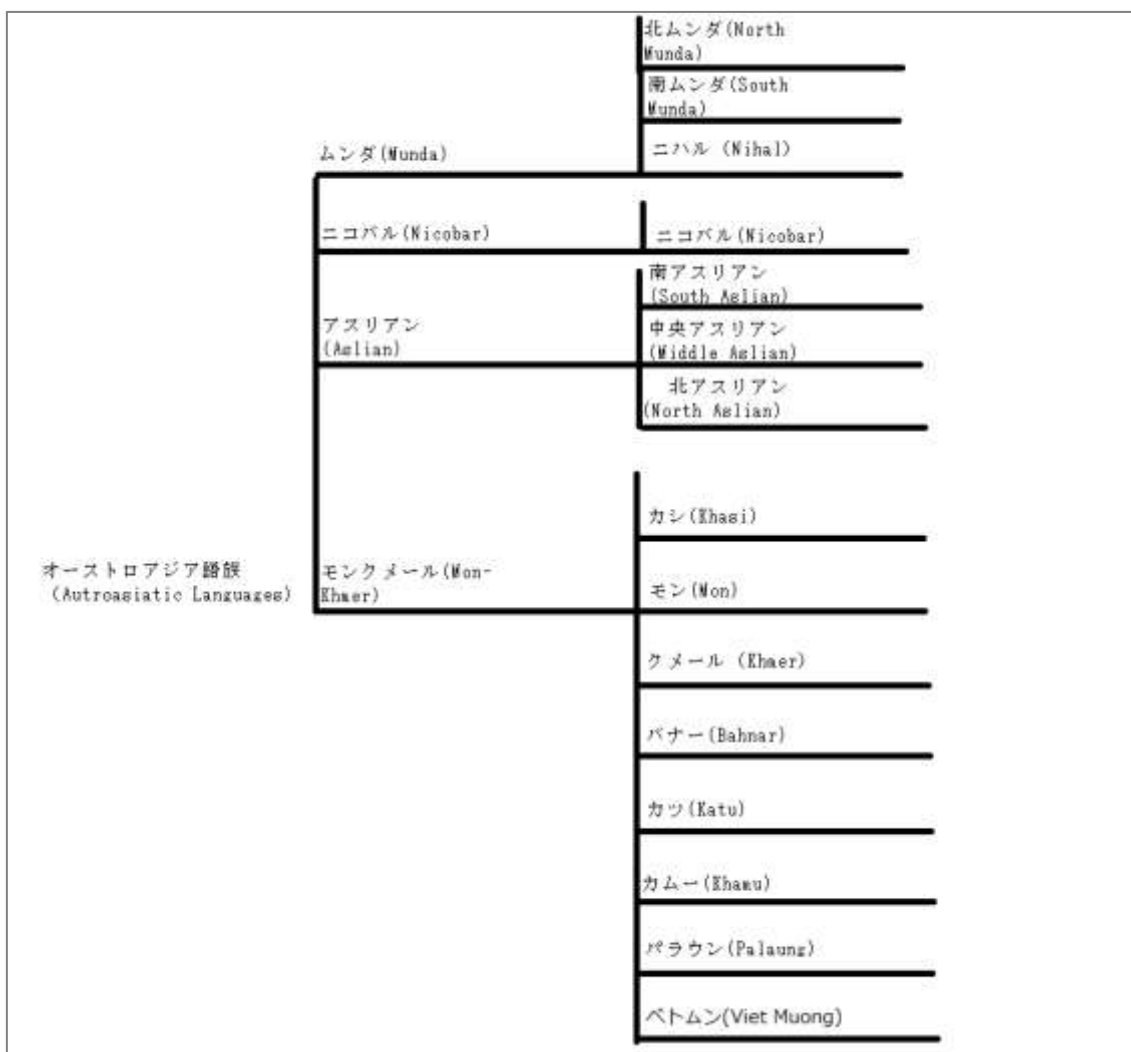 北ムンダ(North
Munda)
南ムンダ(South
Munda)
ムンダ(Munda)
ニハル (Nihal)
ニコバル(Nicobar)
ニコバル(Nicobar)
南アスリアン
(South Aslian)
アスリアン
(Aslian)
中央アスリアン
(Middle Aslian)
北アスリアン
(North Aslian)
カシ(Khasi)
オーストロアジア語族
(Autroasiatic Languages)
モンクメール(Mon-
Khmer)
モン(Mon)
クメール (Khmer)
バナー(Bahnar)
カツ(Katu)
カムー(Khamu)
パラウン(Palaung)
ベトムン(Viet Muong)